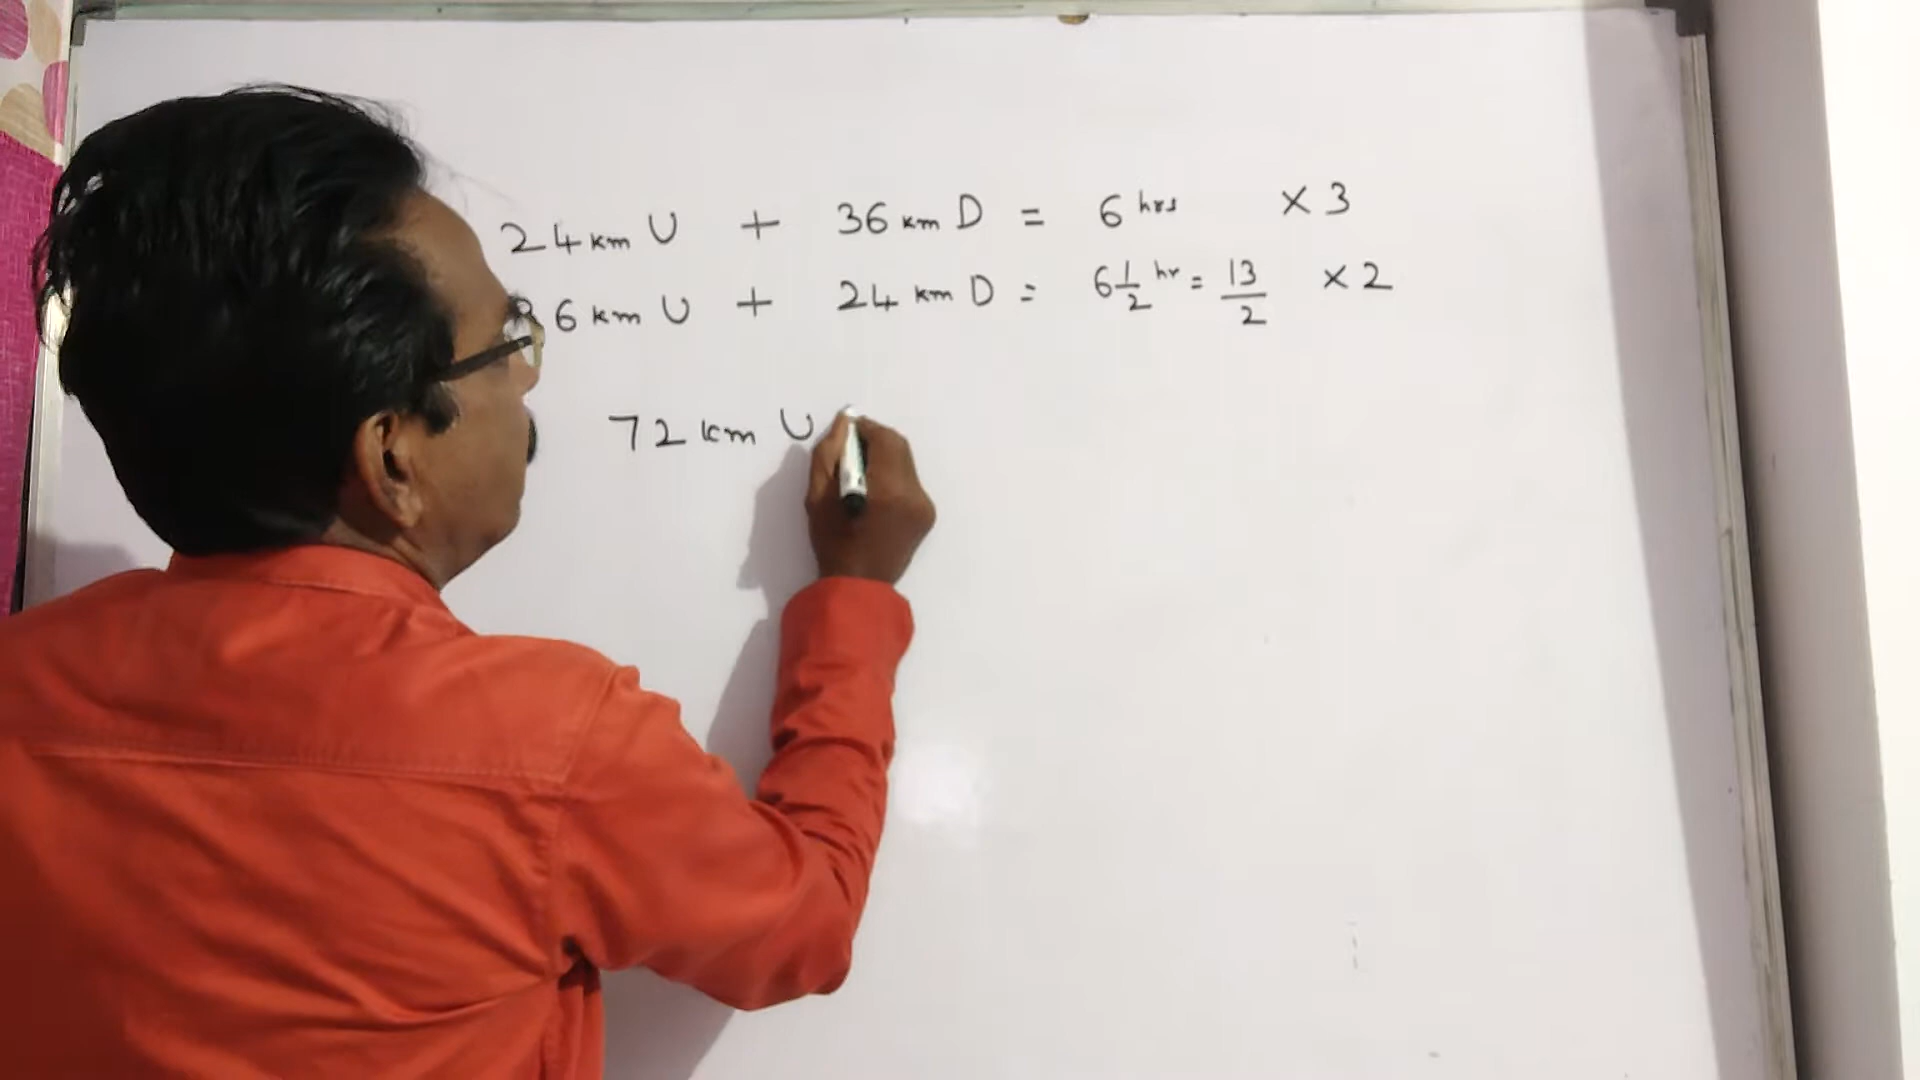 24 km U + 36 km D = 6 hrs × 3
36 km U + 24 km D = 6 1/2 hr = 13/2 × 2
72 km U